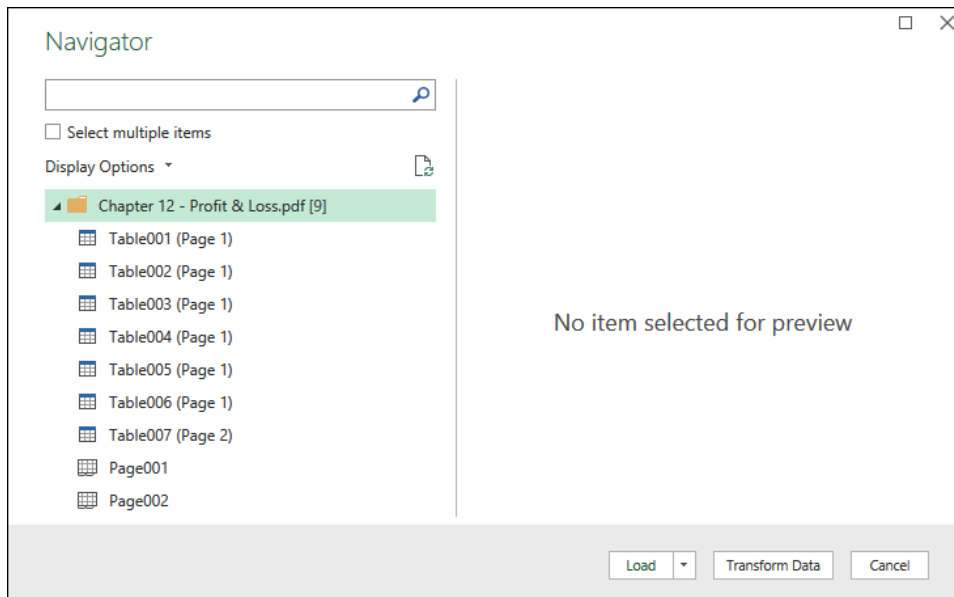 Navigator
Select multiple items
Display Options
Chapter 12 - Profit & Loss.pdf [9]
Table001 (Page 1)
Table002 (Page 1)
Table003 (Page 1)
Table004 (Page 1)
Table005 (Page 1)
Table006 (Page 1)
Table007 (Page 2)
Page001
Page002
No item selected for preview
Load
Transform Data
Cancel